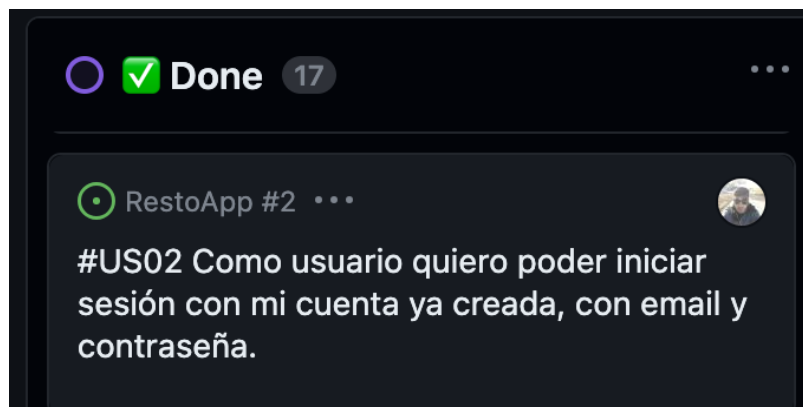 ✅ Done 17
RestoApp #2
#US02 Como usuario quiero poder iniciar
sesión con mi cuenta ya creada, con email y
contraseña.